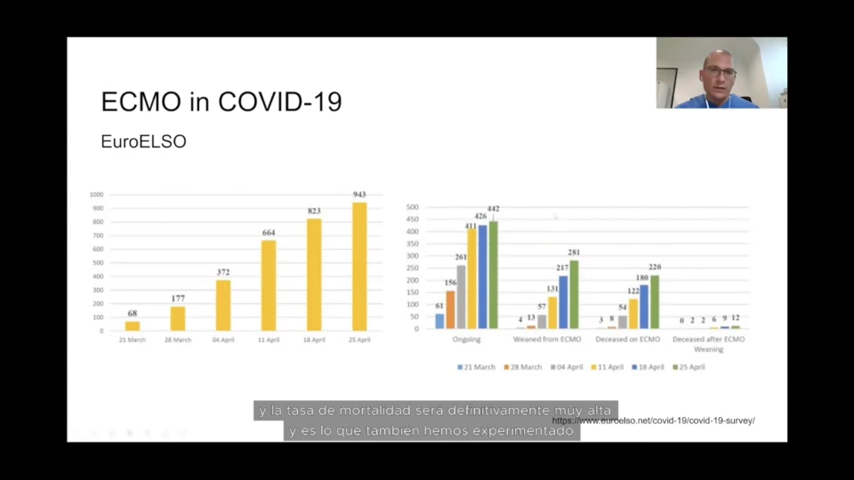 ECMO in COVID-19
EuroELSO
1000
900
800
700
600
500
400
300
200
100
0
68
177
372
664
823
943
21 March
28 March
04 April
11 April
18 April
25 April
500
450
400
350
300
250
200
150
100
50
0
61 156 261 411 426 442
4 13 57 131 217 281
3 8 54 122 180 220
0 2 2 6 9 12
Ongoing
Weaned from ECMO
Deceased on ECMO
Deceased after ECMO
Weaning
21 March 28 March 04 April 11 April 18 April 25 April
y la tasa de mortalidad será definitivamente muy alta
https://www.euroelso.net/covid-19/covid-19-survey/
y es lo que también hemos experimentado.